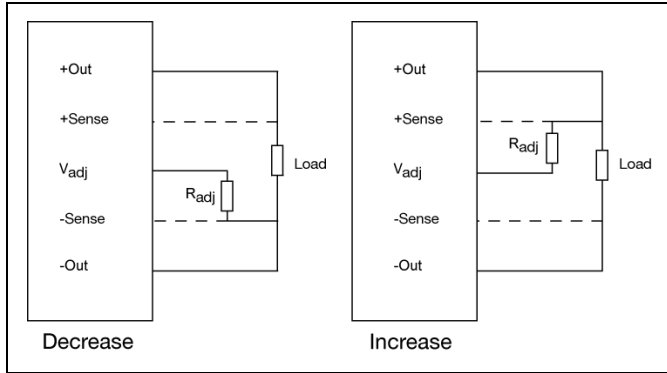 +Out
+Sense
Vadj
Radj
Load
-Sense
-Out
Decrease
+Out
+Sense
Radj
Load
Vadj
-Sense
-Out
Increase